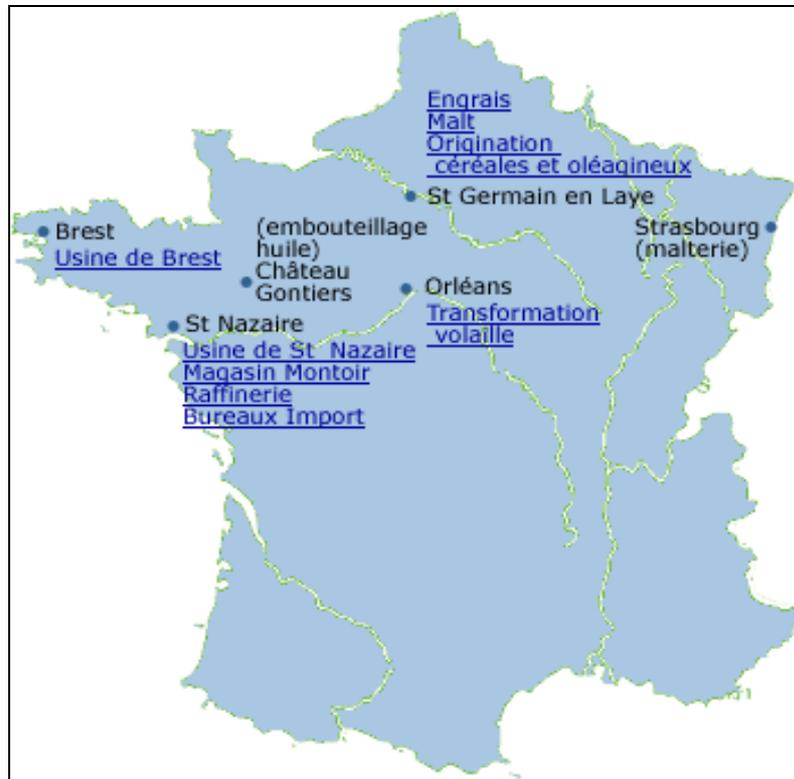 Engrais
Malt
Origination
céréales et oléagineux
St Germain en Laye
Strasbourg
(malterie)
Brest
Usine de Brest
(embouteillage
huile)
Château
Gontiers
Orléans
Transformation
volaille
St Nazaire
Usine de St Nazaire
Magasin Montoir
Raffinerie
Bureaux Import